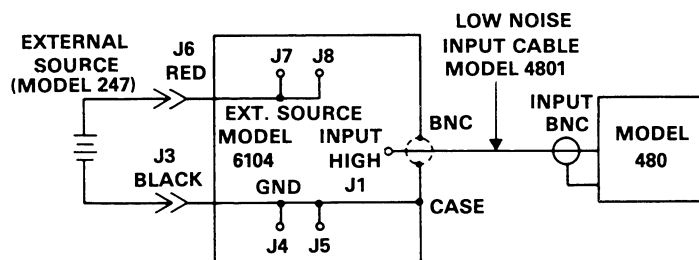 EXTERNAL
SOURCE
(MODEL 247)
J6
RED
J7
J8
LOW NOISE
INPUT CABLE
MODEL 4801
EXT. SOURCE
MODEL
6104
INPUT
HIGH
J1
BNC
INPUT
BNC
MODEL
480
J3
BLACK
GND
J4
J5
CASE